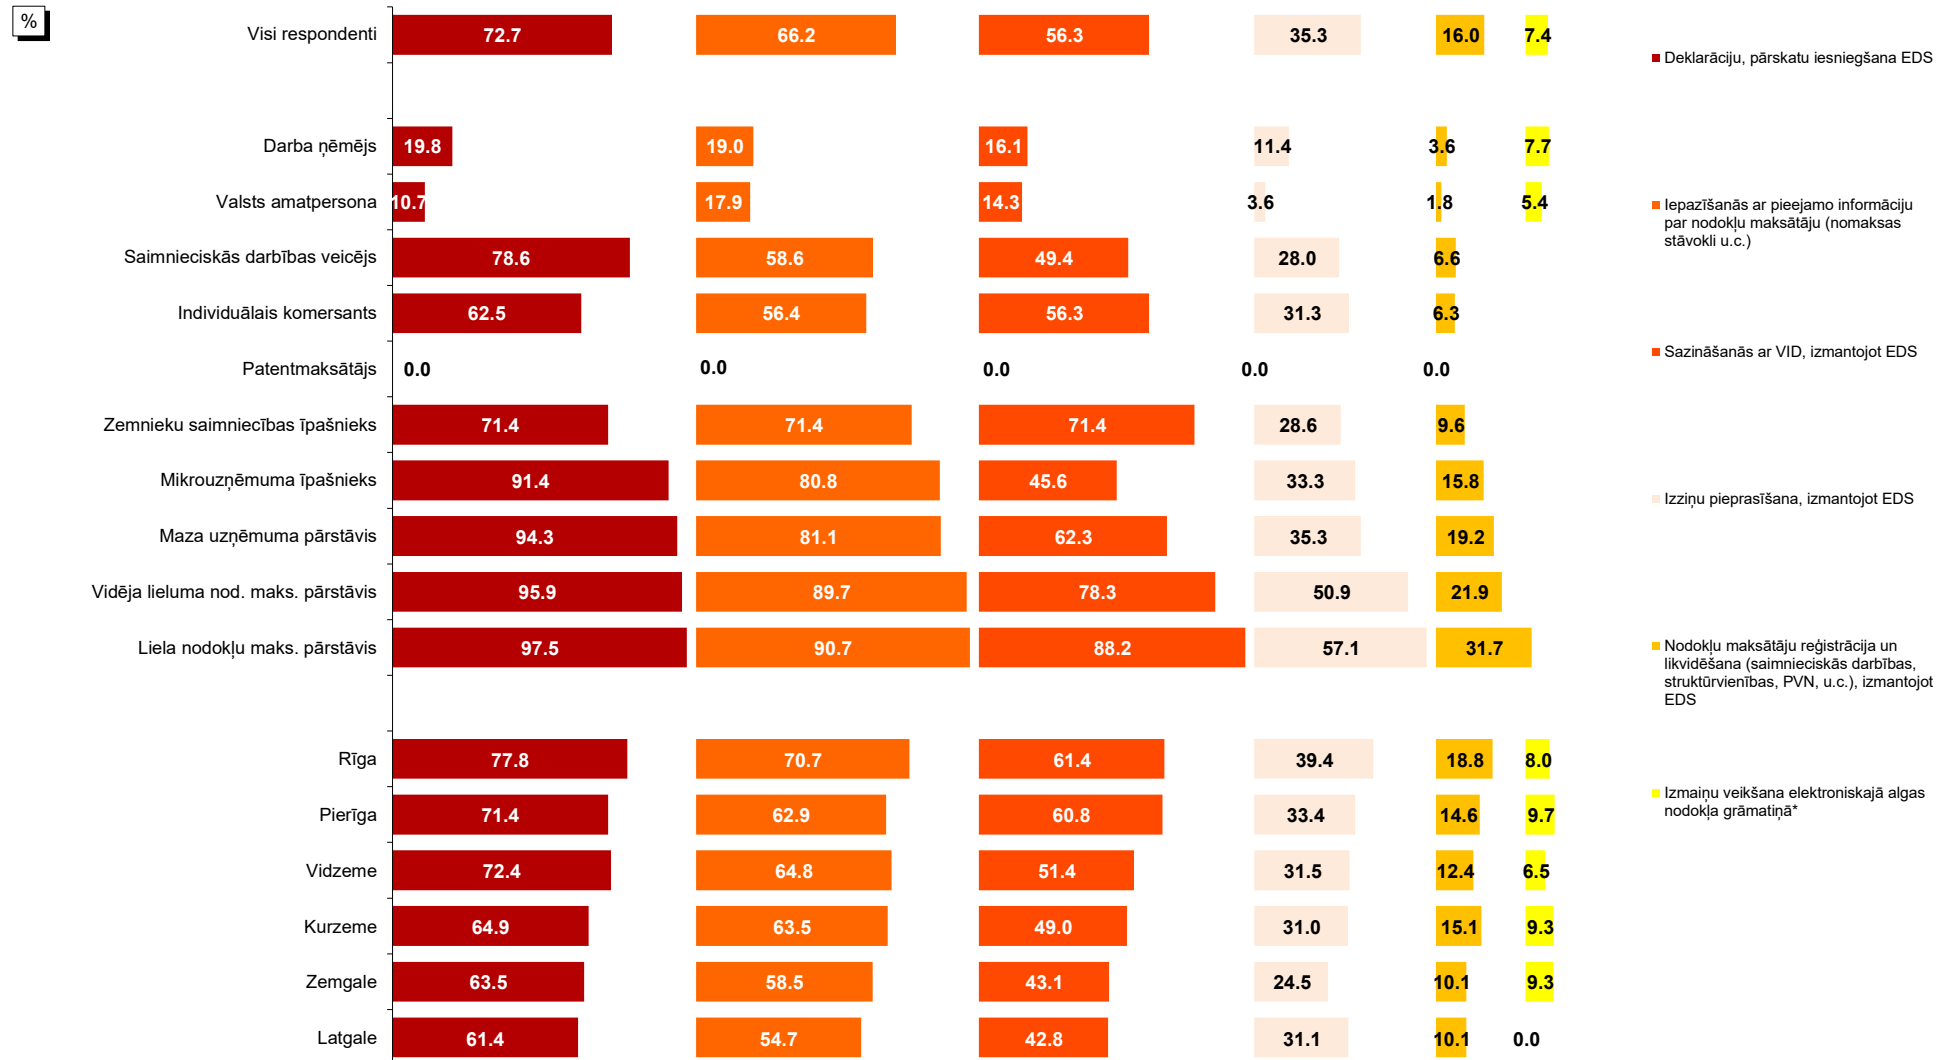 %
Visi respondenti 72.7 66.2 56.3 35.3 16.0 7.4
Darba ņēmējs 19.8 19.0 16.1 11.4 3.6 7.7
Valsts amatpersona 10.7 17.9 14.3 3.6 1.8 5.4
Saimnieciskās darbības veicējs 78.6 58.6 49.4 28.0 6.6
Individuālais komersants 62.5 56.4 56.3 31.3 6.3
Patentmaksātājs 0.0 0.0 0.0 0.0 0.0
Zemnieku saimniecības īpašnieks 71.4 71.4 71.4 28.6 9.6
Mikrouzņēmuma īpašnieks 91.4 80.8 45.6 33.3 15.8
Maza uzņēmuma pārstāvis 94.3 81.1 62.3 35.3 19.2
Vidēja lieluma nod. maks. pārstāvis 95.9 89.7 78.3 50.9 21.9
Liela nodokļu maks. pārstāvis 97.5 90.7 88.2 57.1 31.7
Rīga 77.8 70.7 61.4 39.4 18.8 8.0
Pierīga 71.4 62.9 60.8 33.4 14.6 9.7
Vidzeme 72.4 64.8 51.4 31.5 12.4 6.5
Kurzeme 64.9 63.5 49.0 31.0 15.1 9.3
Zemgale 63.5 58.5 43.1 24.5 10.1 9.3
Latgale 61.4 54.7 42.8 31.1 10.1 0.0
Deklarāciju, pārskatu iesniegšana EDS
Iepazīšanās ar pieejamo informāciju
par nodokļu maksātāju (nomaksas
stāvokli u.c.)
Sazināšanās ar VID, izmantojot EDS
Izziņu pieprasīšana, izmantojot EDS
Nodokļu maksātāju reģistrācija un
likvidēšana (saimnieciskās darbības,
struktūrvienības, PVN, u.c.), izmantojot
EDS
Izmaiņu veikšana elektroniskajā algas
nodokļa grāmatiņā*